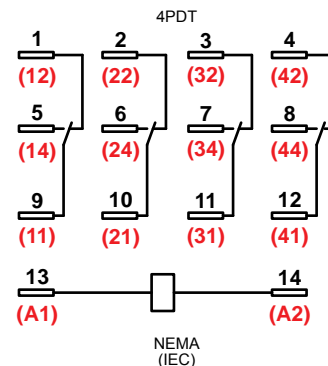 4PDT
1 2 3 4
(12) (22) (32) (42)
5 6 7 8
(14) (24) (34) (44)
9 10 11 12
(11) (21) (31) (41)
13 14
(A1) (A2)
NEMA
(IEC)